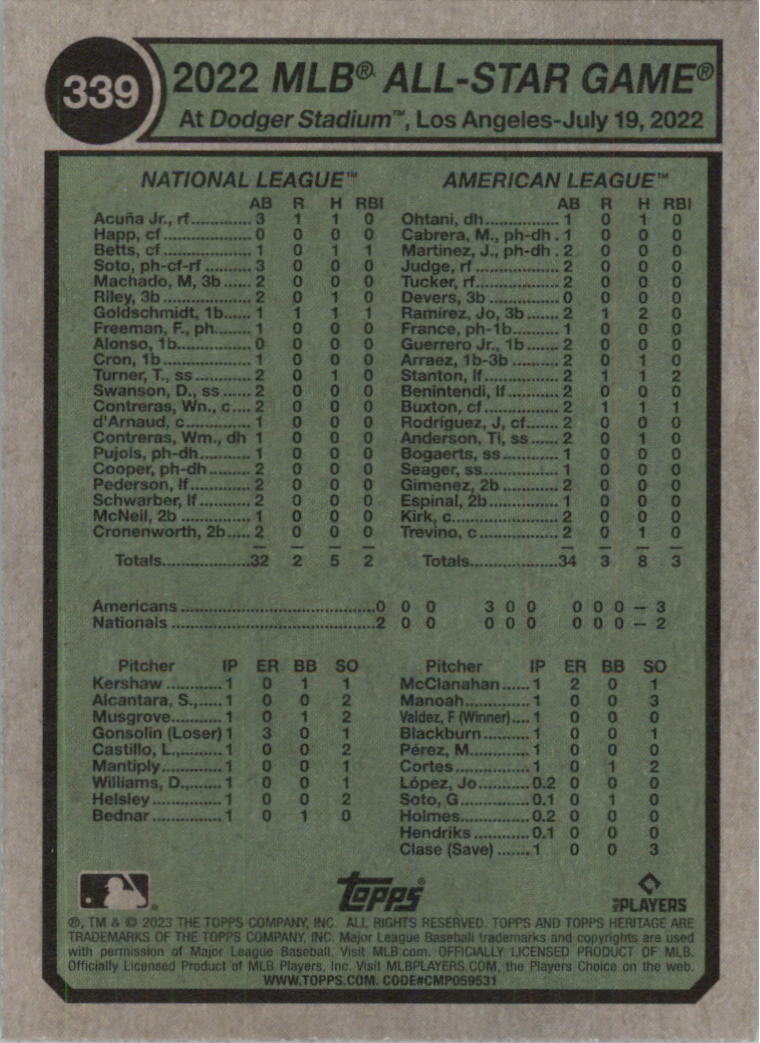 339
2022 MLB® ALL-STAR GAME®
At Dodger Stadium™, Los Angeles-July 19, 2022
NATIONAL LEAGUE™
AB R H RBI
Acuña Jr., rf.............. 3 1 1 0
Happ, cf .................... 0 0 0 0
Betts, cf .................... 1 0 1 1
Soto, ph-cf-rf ........... 3 0 0 0
Machado, M, 3b ...... 2 0 0 0
Riley, 3b ................... 2 0 1 0
Goldschmidt, 1b...... 1 1 1 1
Freeman, F., ph........ 1 0 0 0
Alonso, 1b................ 0 0 0 0
Cron, 1b ................... 1 0 0 0
Turner, T., ss ............ 2 0 1 0
Swanson, D., ss ...... 2 0 0 0
Contreras, Wn., c.... 2 0 0 0
d'Arnaud, c .............. 1 0 0 0
Contreras, Wm., dh 1 0 0 0
Pujols, ph-dh........... 1 0 0 0
Cooper, ph-dh......... 2 0 0 0
Pederson, lf.............. 2 0 0 0
Schwarber, lf ........... 2 0 0 0
McNeil, 2b ................ 1 0 0 0
Cronenworth, 2b..... 2 0 0 0
Totals.....................32 2 5 2
AMERICAN LEAGUE™
AB R H RBI
Ohtani, dh................. 1 0 1 0
Cabrera, M., ph-dh . 1 0 0 0
Martinez, J., ph-dh . 2 0 0 0
Judge, rf ................... 2 0 0 0
Tucker, rf................... 2 0 0 0
Devers, 3b ................ 0 0 0 0
Ramírez, Jo, 3b ....... 2 1 2 0
France, ph-1b........... 1 0 0 0
Guerrero Jr., 1b ....... 2 0 0 0
Arraez, 1b-3b ........... 2 0 1 0
Stanton, lf................. 2 1 1 2
Benintendi, lf ........... 2 0 0 0
Buxton, cf ................. 2 1 1 1
Rodríguez, J, cf........ 2 0 0 0
Anderson, Ti, ss ...... 2 0 1 0
Bogaerts, ss ............. 1 0 0 0
Seager, ss................. 1 0 0 0
Gimenez, 2b ............. 2 0 0 0
Espinal, 2b ............... 1 0 0 0
Kirk, c........................ 2 0 0 0
Trevino, c .................. 2 0 1 0
Totals.....................34 3 8 3
Americans ..............................................0 0 0 3 0 0 0 0 0 – 3
Nationals ................................................2 0 0 0 0 0 0 0 0 – 2
Pitcher IP ER BB SO
Kershaw ............ 1 0 1 1
Alcantara, S.,..... 1 0 0 2
Musgrove.......... 1 0 1 2
Gonsolin (Loser) 1 3 0 1
Castillo, L.,......... 1 0 0 2
Mantiply ............ 1 0 0 1
Williams, D.,....... 1 0 0 1
Helsley .............. 1 0 0 2
Bednar ............... 1 0 1 0
Pitcher IP ER BB SO
McClanahan...... 1 2 0 1
Manoah.............. 1 0 0 3
Valdez, F (Winner).... 1 0 0 0
Blackburn........... 1 0 0 1
Pérez, M............. 1 0 0 0
Cortes................. 1 0 1 2
López, Jo ...........0.2 0 0 0
Soto, G...............0.1 0 1 0
Holmes...............0.2 0 0 0
Hendriks ............0.1 0 0 0
Clase (Save) ....... 1 0 0 3
Topps®
MLB PLAYERS
®, TM & © 2023 THE TOPPS COMPANY, INC. ALL RIGHTS RESERVED. TOPPS AND TOPPS HERITAGE ARE
TRADEMARKS OF THE TOPPS COMPANY, INC. Major League Baseball trademarks and copyrights are used
with permission of Major League Baseball. Visit MLB.com. OFFICIALLY LICENSED PRODUCT OF MLB.
Officially Licensed Product of MLB Players, Inc. Visit MLBPLAYERS.COM, the Players Choice on the web.
WWW.TOPPS.COM. CODE#CMP059531